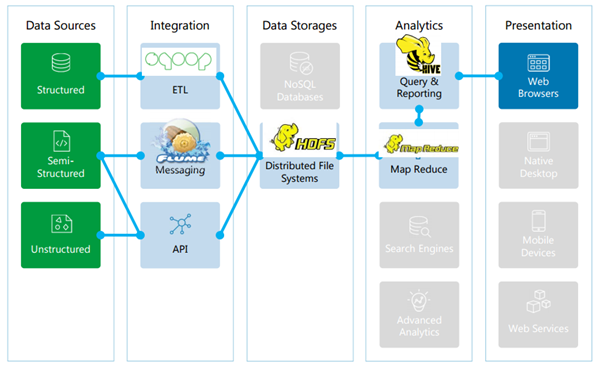 Data Sources
Integration
Data Storages
Analytics
Presentation
Structured
sqoop
ETL
NoSQL
Databases
HIVE
Query &
Reporting
Web
Browsers
Semi-
Structured
FLUME
Messaging
HDFS
Distributed File
Systems
Map Reduce
Map Reduce
Native
Desktop
Unstructured
API
Search Engines
Mobile
Devices
Advanced
Analytics
Web Services